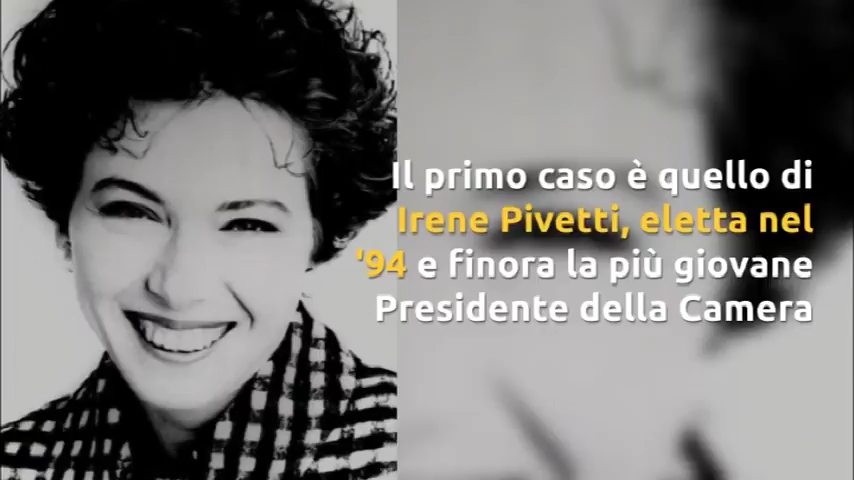 Il primo caso è quello di
Irene Pivetti, eletta nel
'94 e finora la più giovane
Presidente della Camera